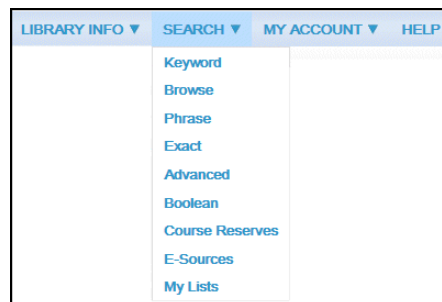 LIBRARY INFO ▼ SEARCH ▼ MY ACCOUNT ▼ HELP
Keyword
Browse
Phrase
Exact
Advanced
Boolean
Course Reserves
E-Sources
My Lists